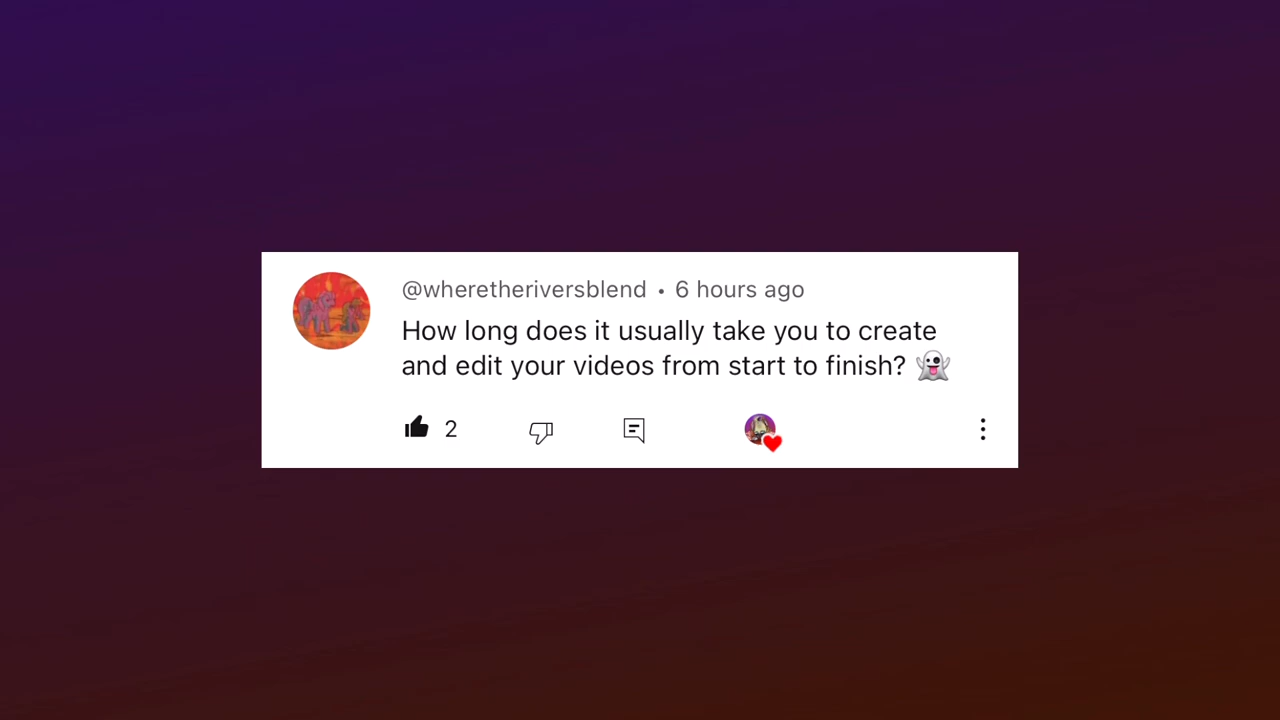 @wheretheriversblend • 6 hours ago
How long does it usually take you to create
and edit your videos from start to finish? 👻
2